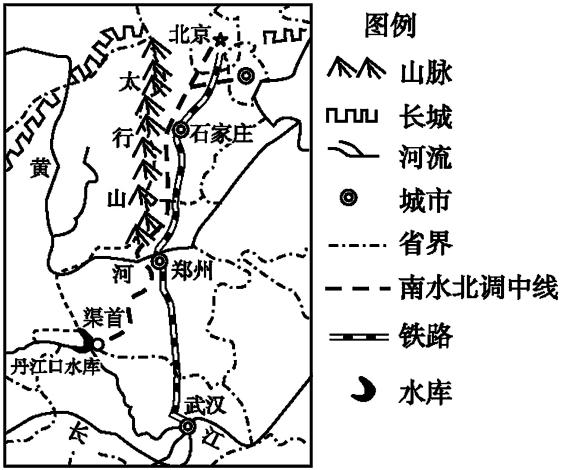 北京
太
行
山
石家庄
黄
河
郑州
渠首
丹江口水库
武汉
长
江
图例
山脉
长城
河流
城市
省界
南水北调中线
铁路
水库